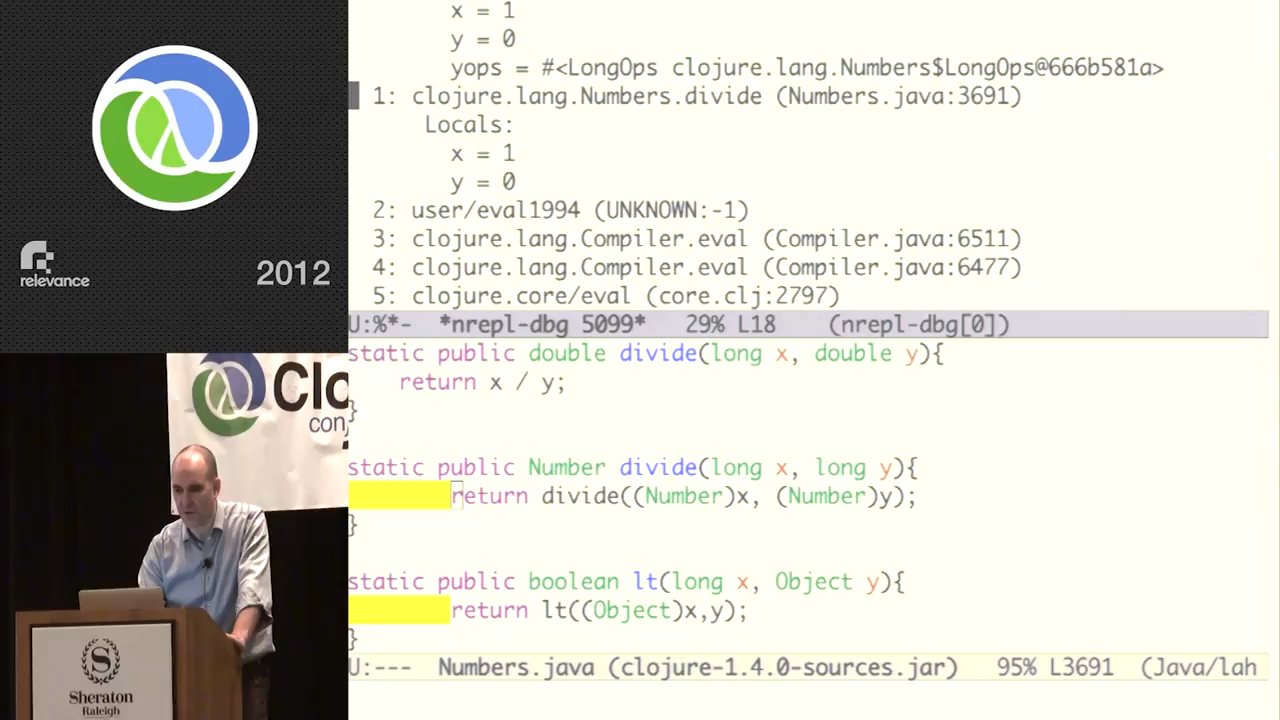 relevance
2012
Clo
conj
S
Sheraton
Raleigh
x = 1
y = 0
yops = #<LongOps clojure.lang.Numbers$LongOps@666b581a>
1: clojure.lang.Numbers.divide (Numbers.java:3691)
Locals:
x = 1
y = 0
2: user/eval1994 (UNKNOWN:-1)
3: clojure.lang.Compiler.eval (Compiler.java:6511)
4: clojure.lang.Compiler.eval (Compiler.java:6477)
5: clojure.core/eval (core.clj:2797)
U:%*- *nrepl-dbg 5099* 29% L18 (nrepl-dbg[0])
static public double divide(long x, double y){
return x / y;
}
static public Number divide(long x, long y){
return divide((Number)x, (Number)y);
}
static public boolean lt(long x, Object y){
return lt((Object)x,y);
}
U:--- Numbers.java (clojure-1.4.0-sources.jar) 95% L3691 (Java/lah